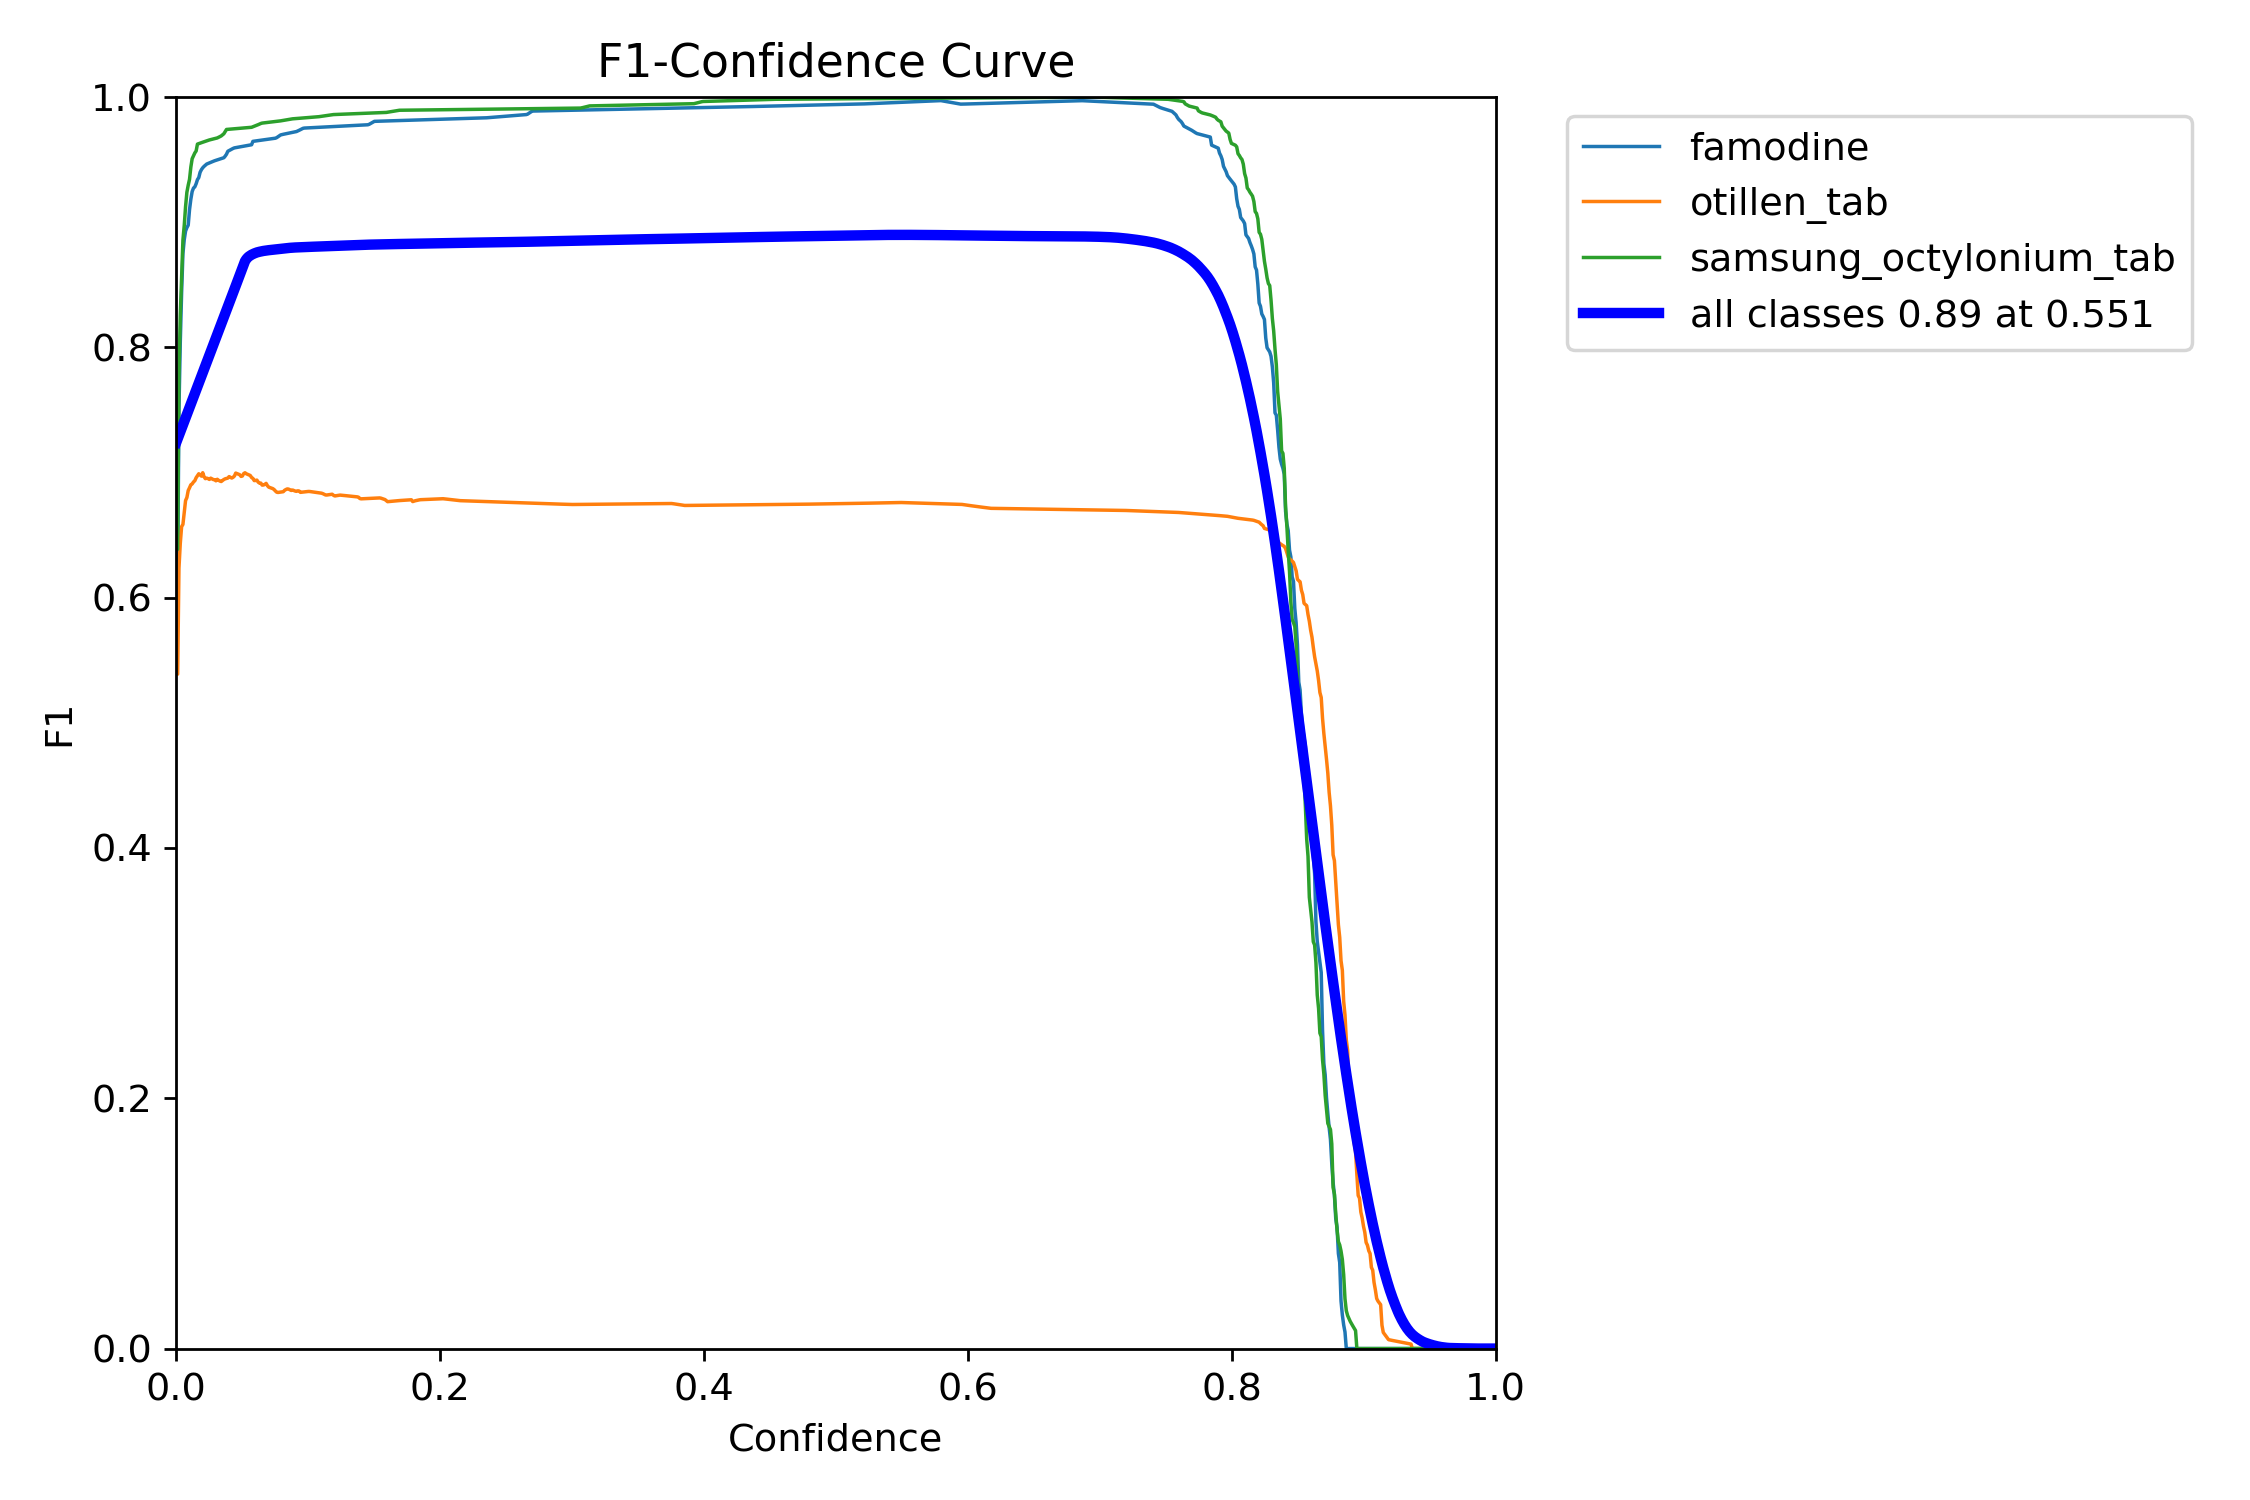 F1-Confidence Curve
1.0
0.8
0.6
0.4
0.2
0.0
F1
0.0 0.2 0.4 0.6 0.8 1.0
Confidence
famodine
otillen_tab
samsung_octylonium_tab
all classes 0.89 at 0.551